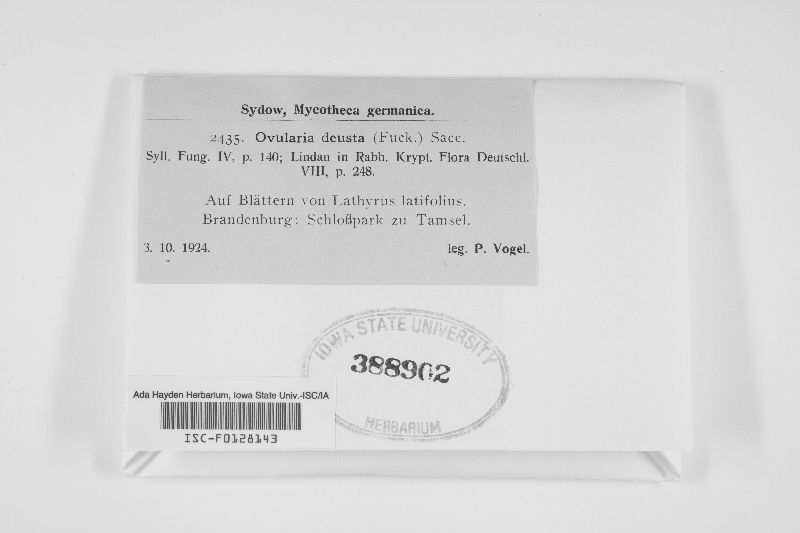 Sydow, Mycotheca germanica.
2435. Ovularia deusta (Fuck.) Sacc.
Syll. Fung. IV, p. 140; Lindau in Rabh. Krypt. Flora Deutschl.
VIII, p. 248.
Auf Blättern von Lathyrus latifolius.
Brandenburg: Schloßpark zu Tamsel.
3. 10. 1924. leg. P. Vogel.
IOWA STATE UNIVERSITY
388902
HERBARIUM
Ada Hayden Herbarium, Iowa State Univ.-ISC/IA
ISC-F0128143